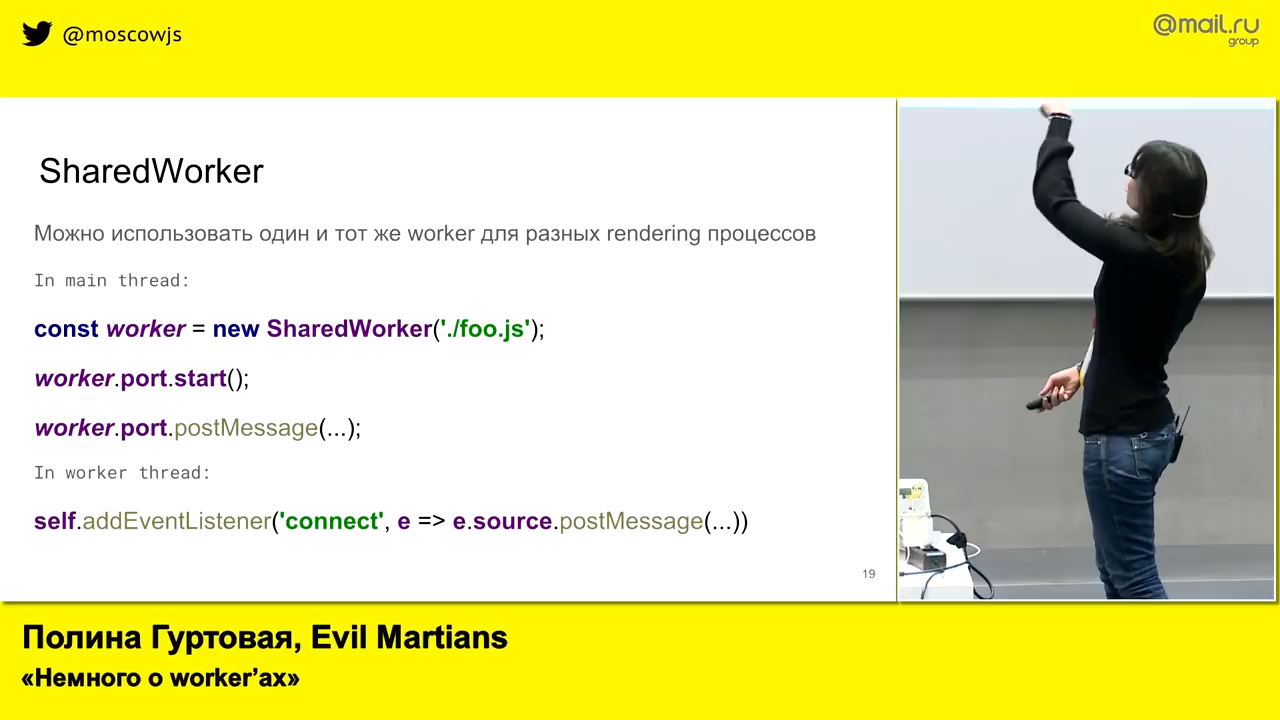 @moscowjs
@mail.ru
group
SharedWorker
Можно использовать один и тот же worker для разных rendering процессов
In main thread:
const worker = new SharedWorker('./foo.js');
worker.port.start();
worker.port.postMessage(...);
In worker thread:
self.addEventListener('connect', e => e.source.postMessage(...))
19
Полина Гуртовая, Evil Martians
«Немного о worker’ах»